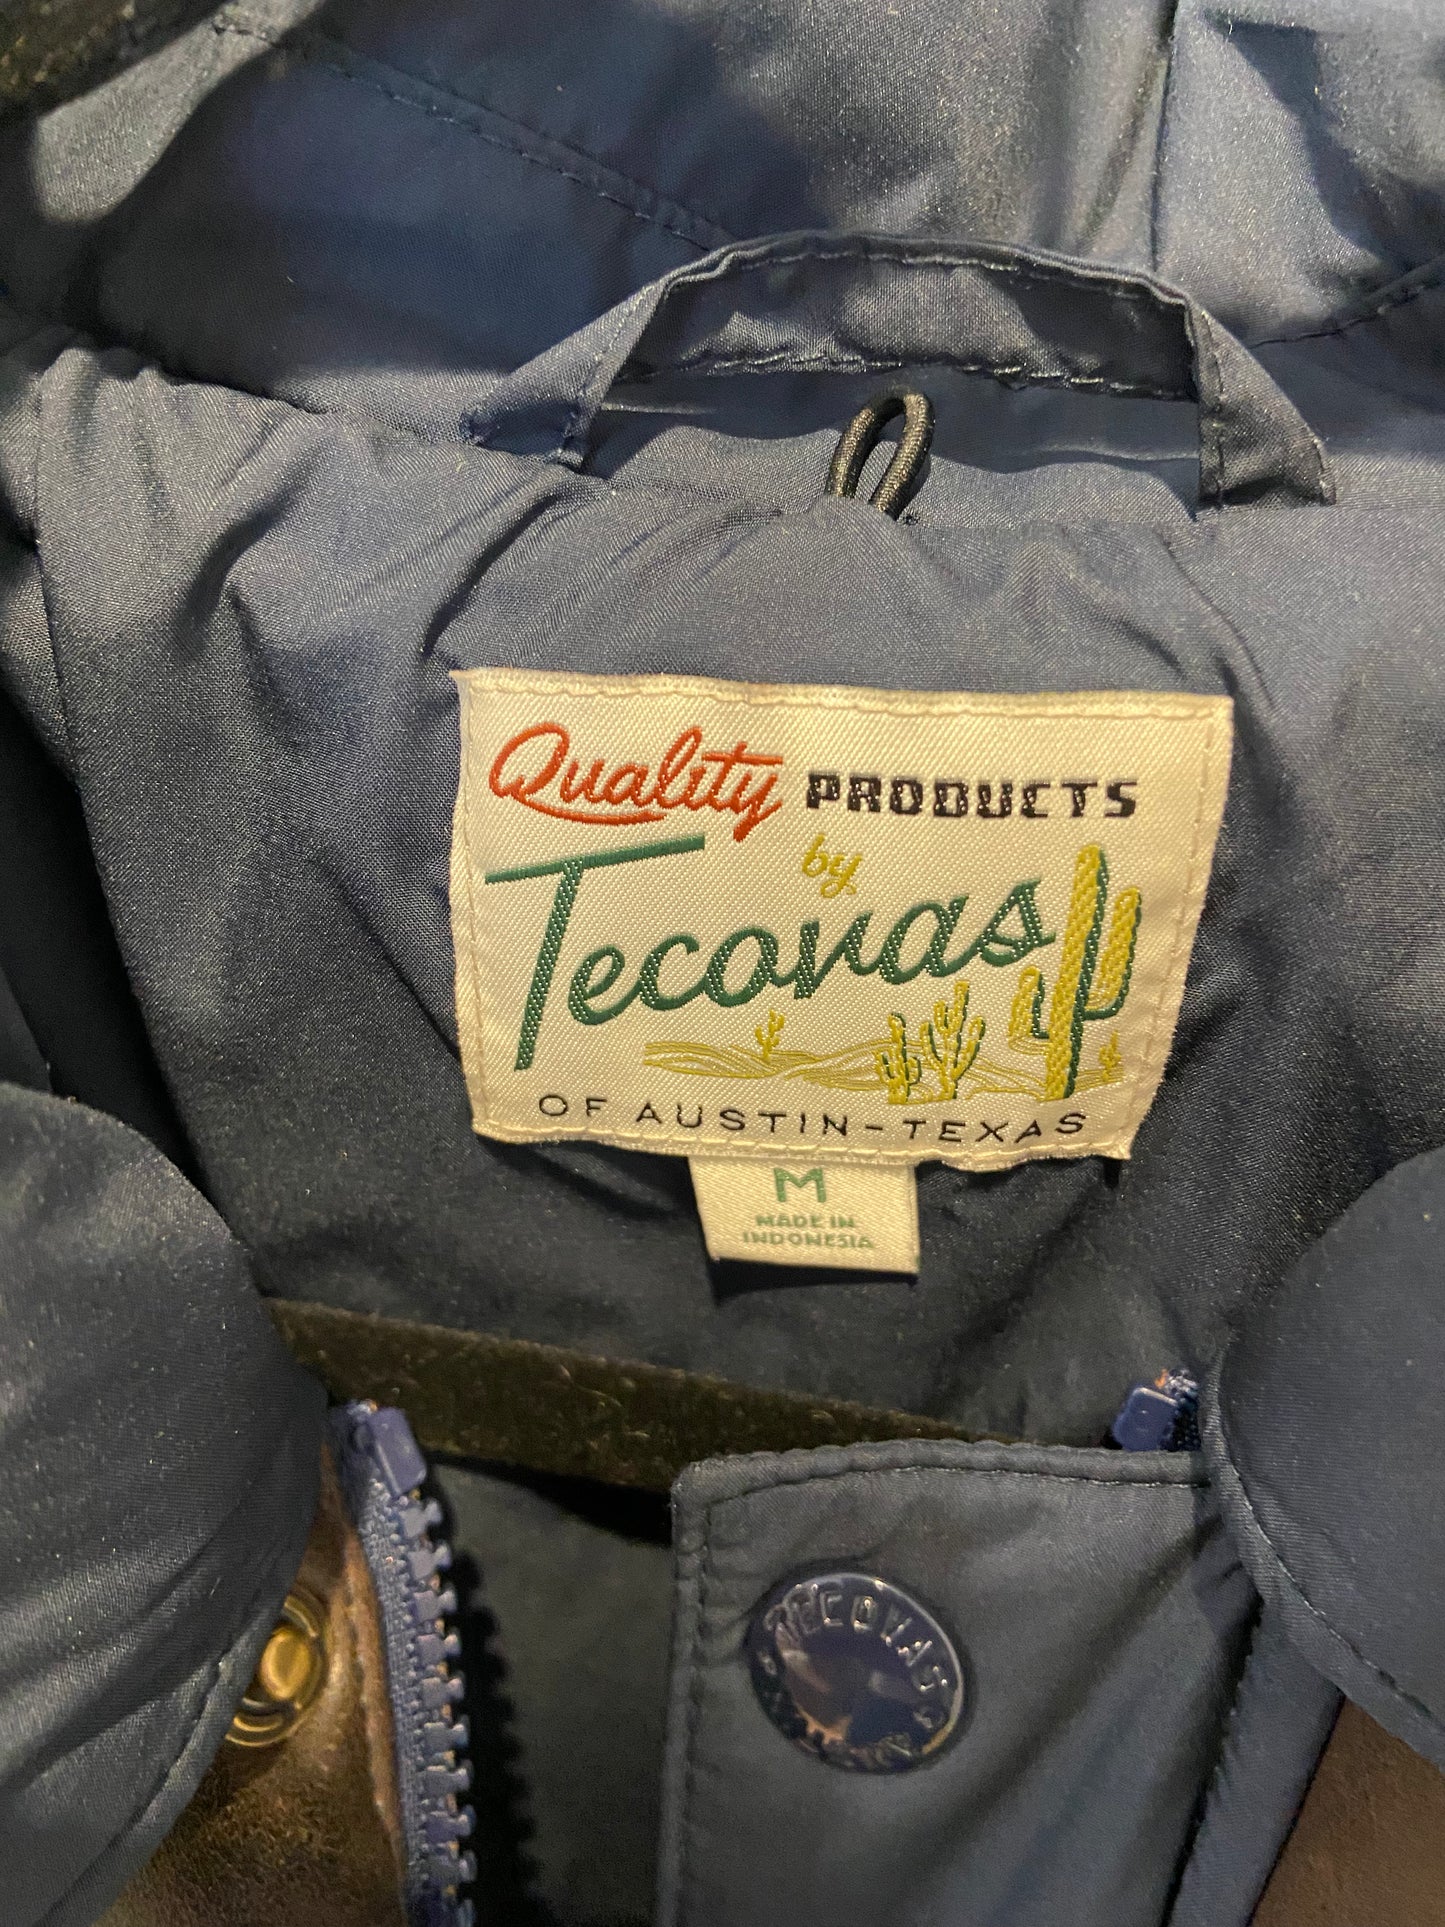 Quality PRODUCTS
by
Tecovas
OF AUSTIN-TEXAS
M
MADE IN
INDONESIA
TECOVAS